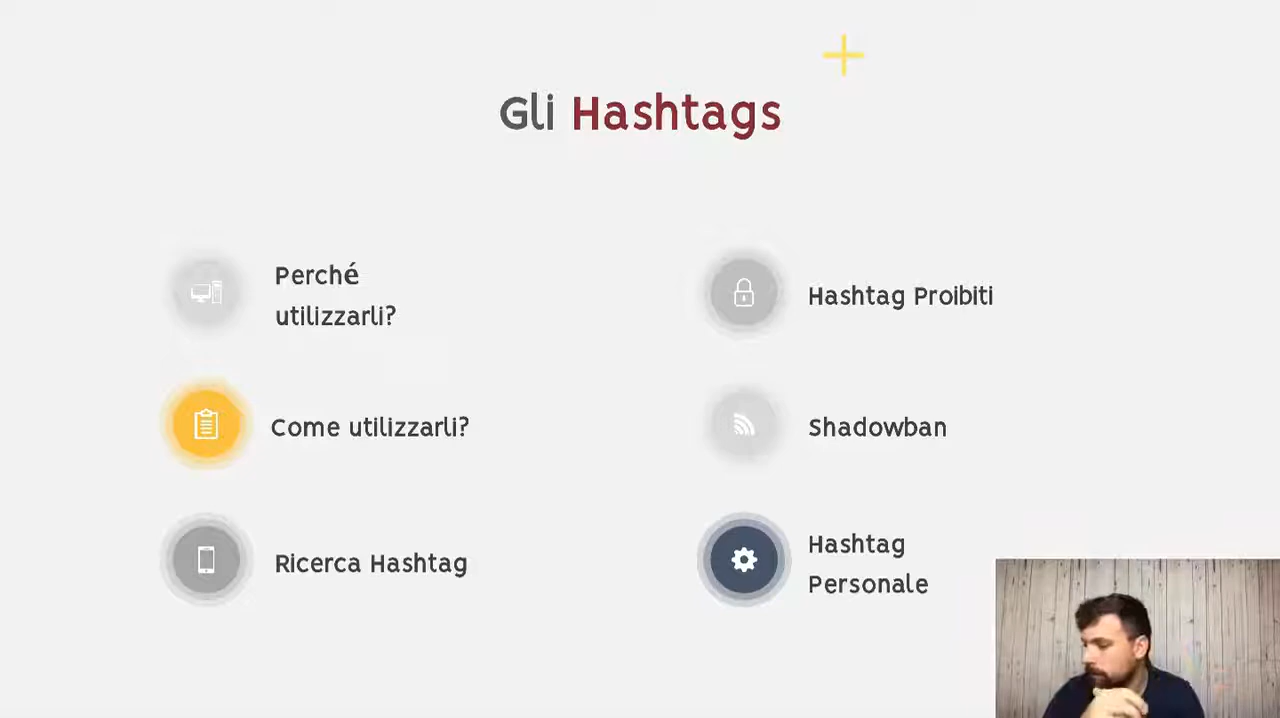 Gli Hashtags
Perché
utilizzarli?
Come utilizzarli?
Ricerca Hashtag
Hashtag Proibiti
Shadowban
Hashtag
Personale